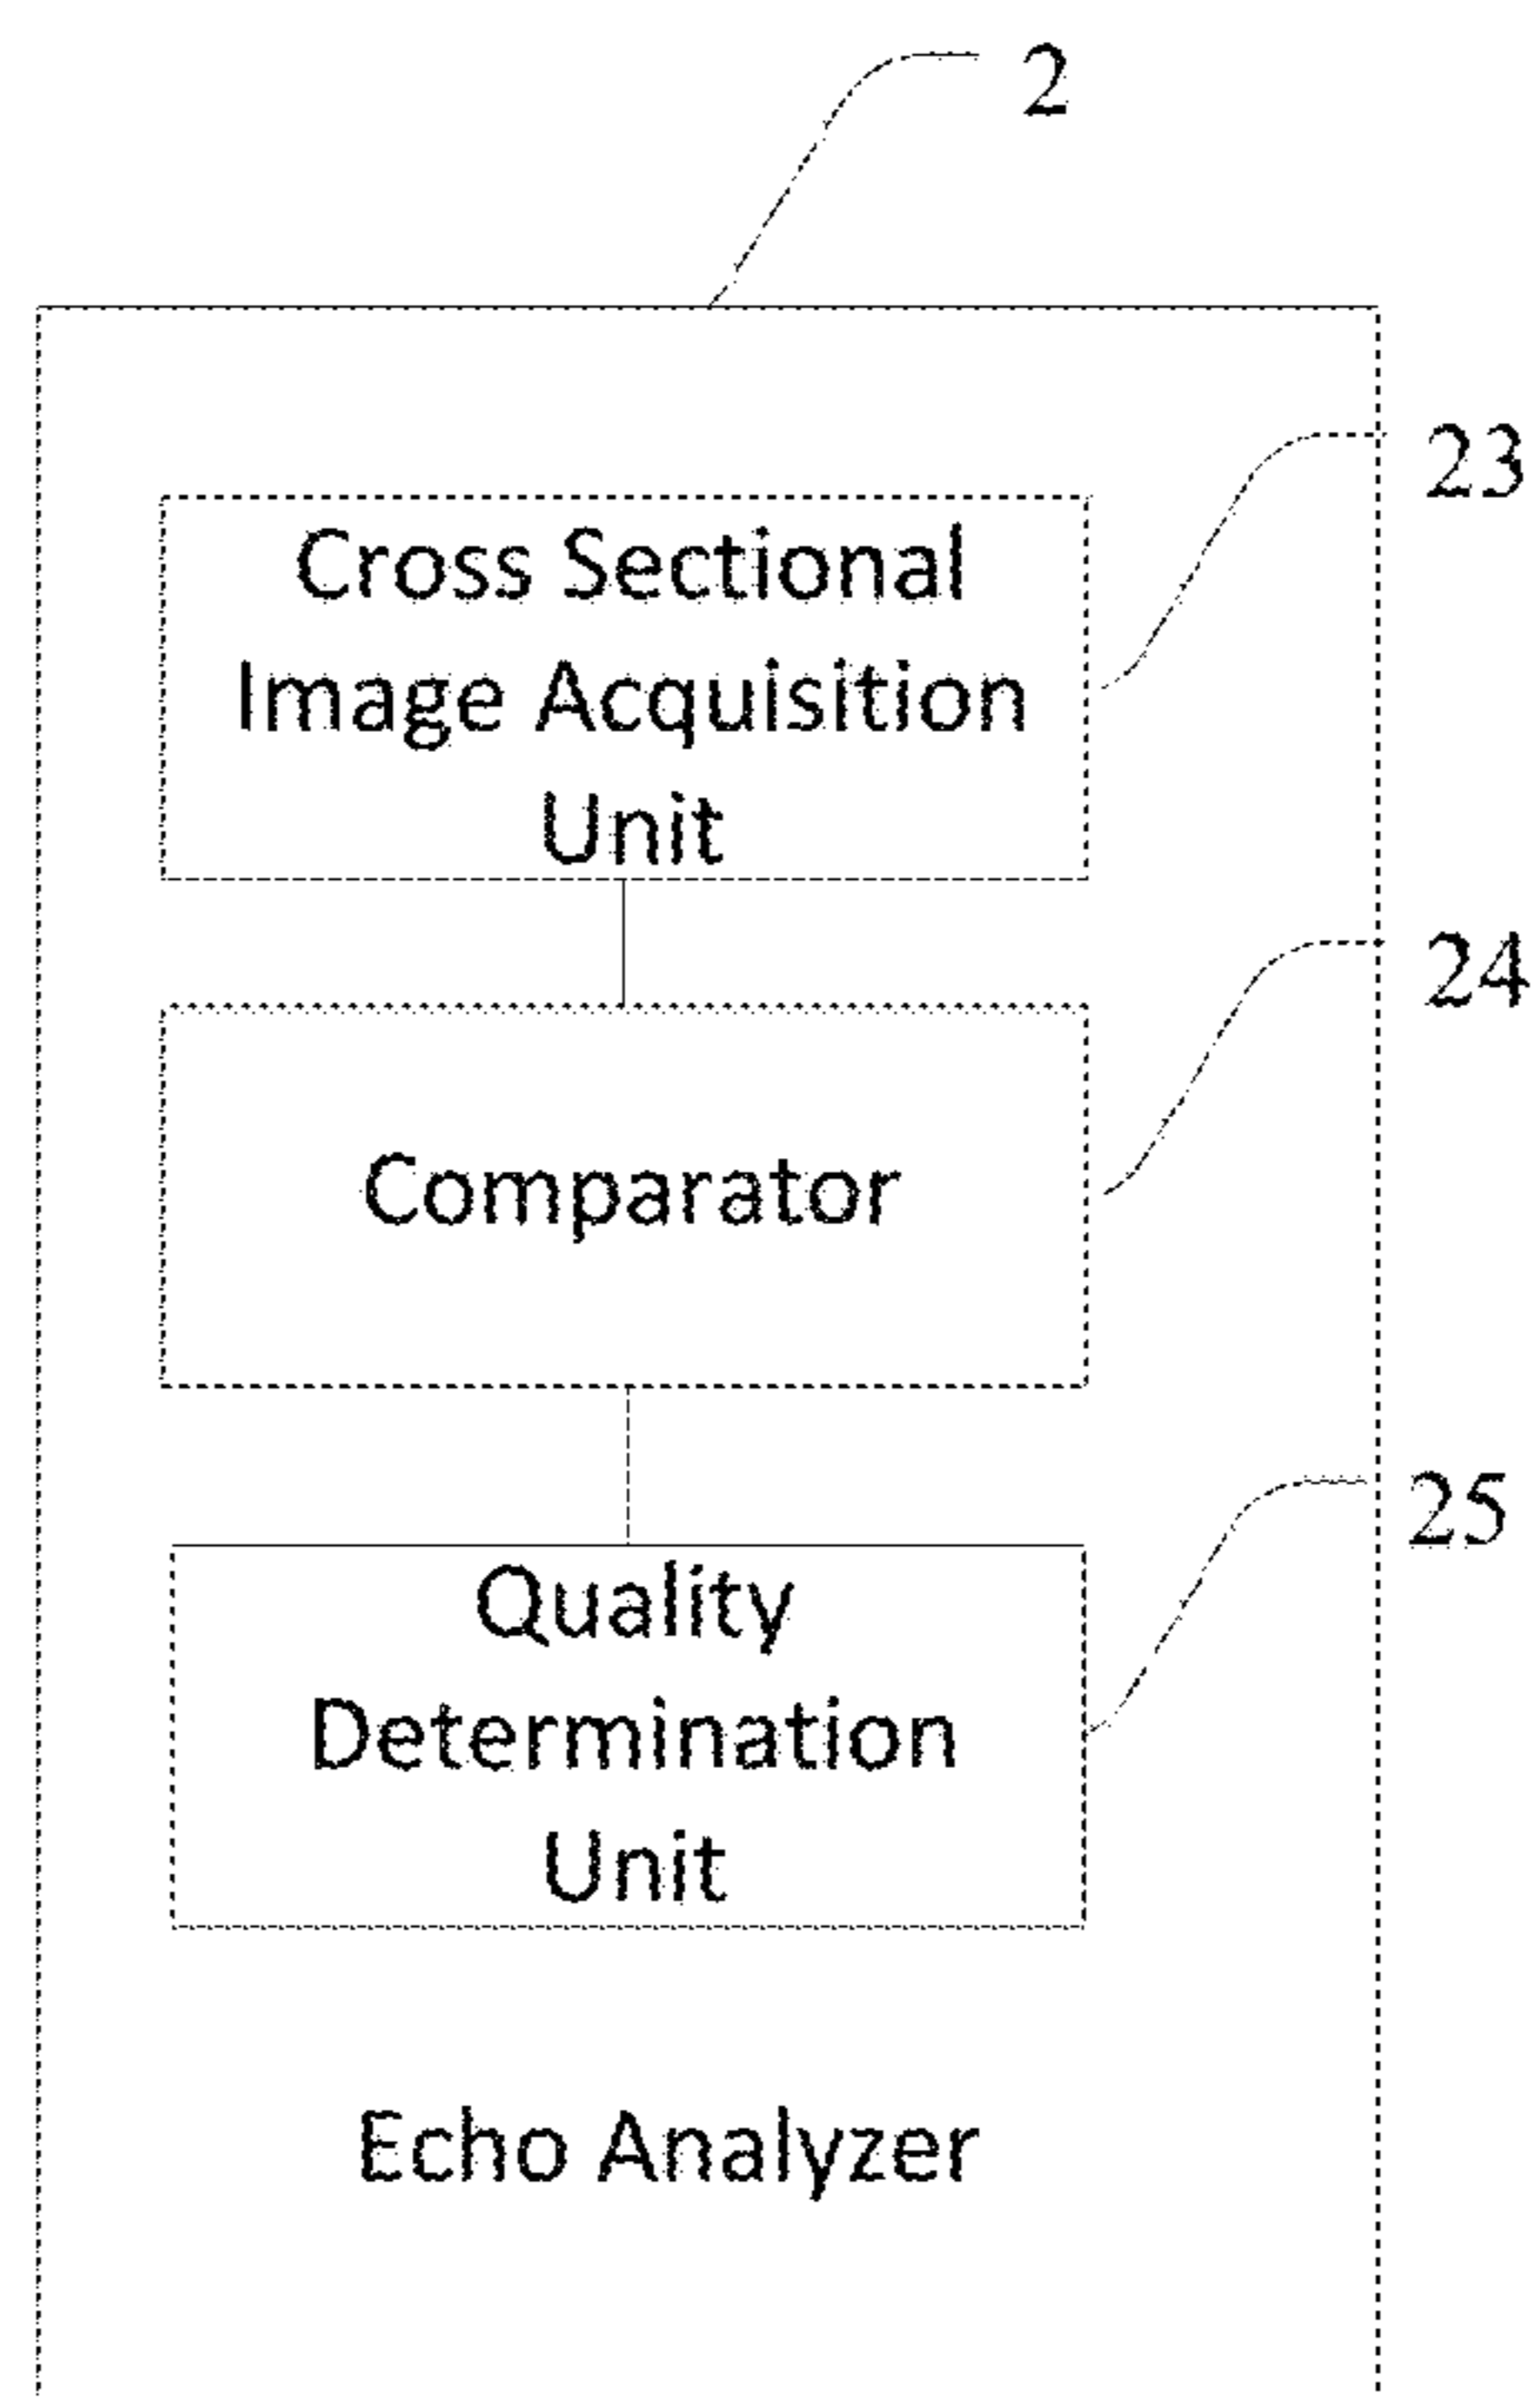 2
23
Cross Sectional
Image Acquisition
Unit
24
Comparator
25
Quality
Determination
Unit
Echo Analyzer